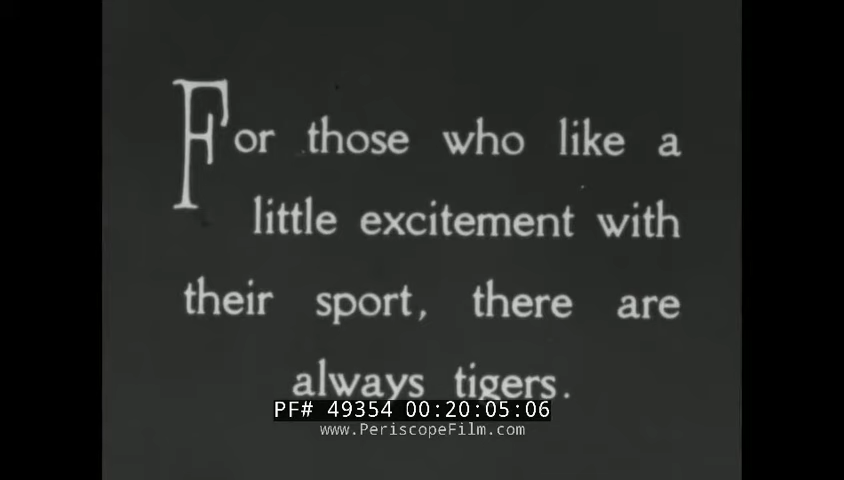 For those who like a
little excitement with
their sport, there are
always tigers.
PF# 49354 00:20:05:06
www.PeriscopeFilm.com